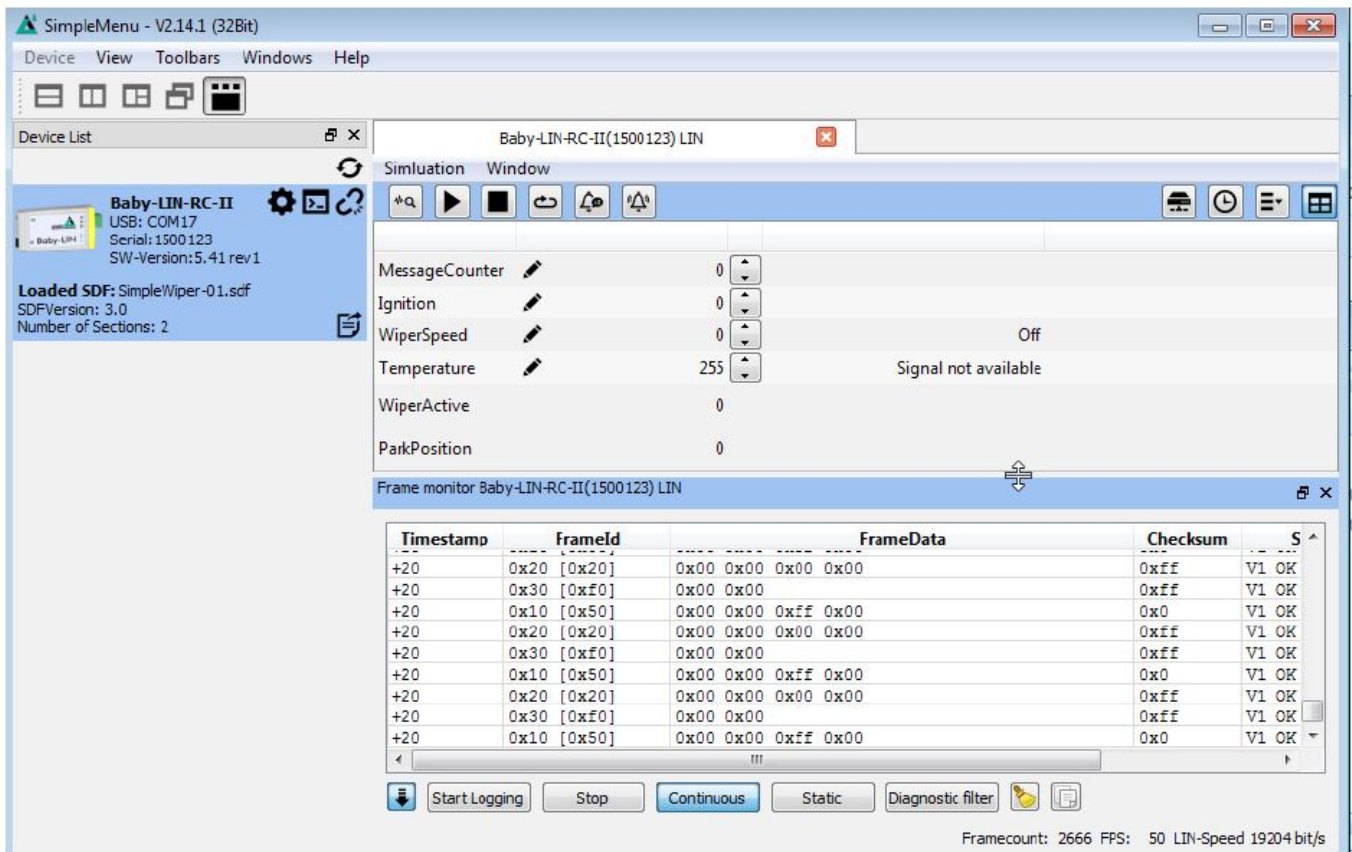 SimpleMenu - V2.14.1 (32Bit)
Device View Toolbars Windows Help
Device List
Baby-LIN-RC-II
USB: COM17
Serial:1500123
SW-Version:5.41 rev1
Baby-LIN
Loaded SDF: SimpleWiper-01.sdf
SDFVersion: 3.0
Number of Sections: 2
Baby-LIN-RC-II(1500123) LIN
Simluation Window
MessageCounter 0
Ignition 0
WiperSpeed 0 Off
Temperature 255 Signal not available
WiperActive 0
ParkPosition 0
Frame monitor Baby-LIN-RC-II(1500123) LIN
Timestamp FrameId FrameData Checksum S
+20 0x20 [0x20] 0x00 0x00 0x00 0x00 0xff V1 OK
+20 0x30 [0xf0] 0x00 0x00 0xff V1 OK
+20 0x10 [0x50] 0x00 0x00 0xff 0x00 0x0 V1 OK
+20 0x20 [0x20] 0x00 0x00 0x00 0x00 0xff V1 OK
+20 0x30 [0xf0] 0x00 0x00 0xff V1 OK
+20 0x10 [0x50] 0x00 0x00 0xff 0x00 0x0 V1 OK
+20 0x20 [0x20] 0x00 0x00 0x00 0x00 0xff V1 OK
+20 0x30 [0xf0] 0x00 0x00 0xff V1 OK
+20 0x10 [0x50] 0x00 0x00 0xff 0x00 0x0 V1 OK
Start Logging Stop Continuous Static Diagnostic filter
Framecount: 2666 FPS: 50 LIN-Speed 19204 bit/s